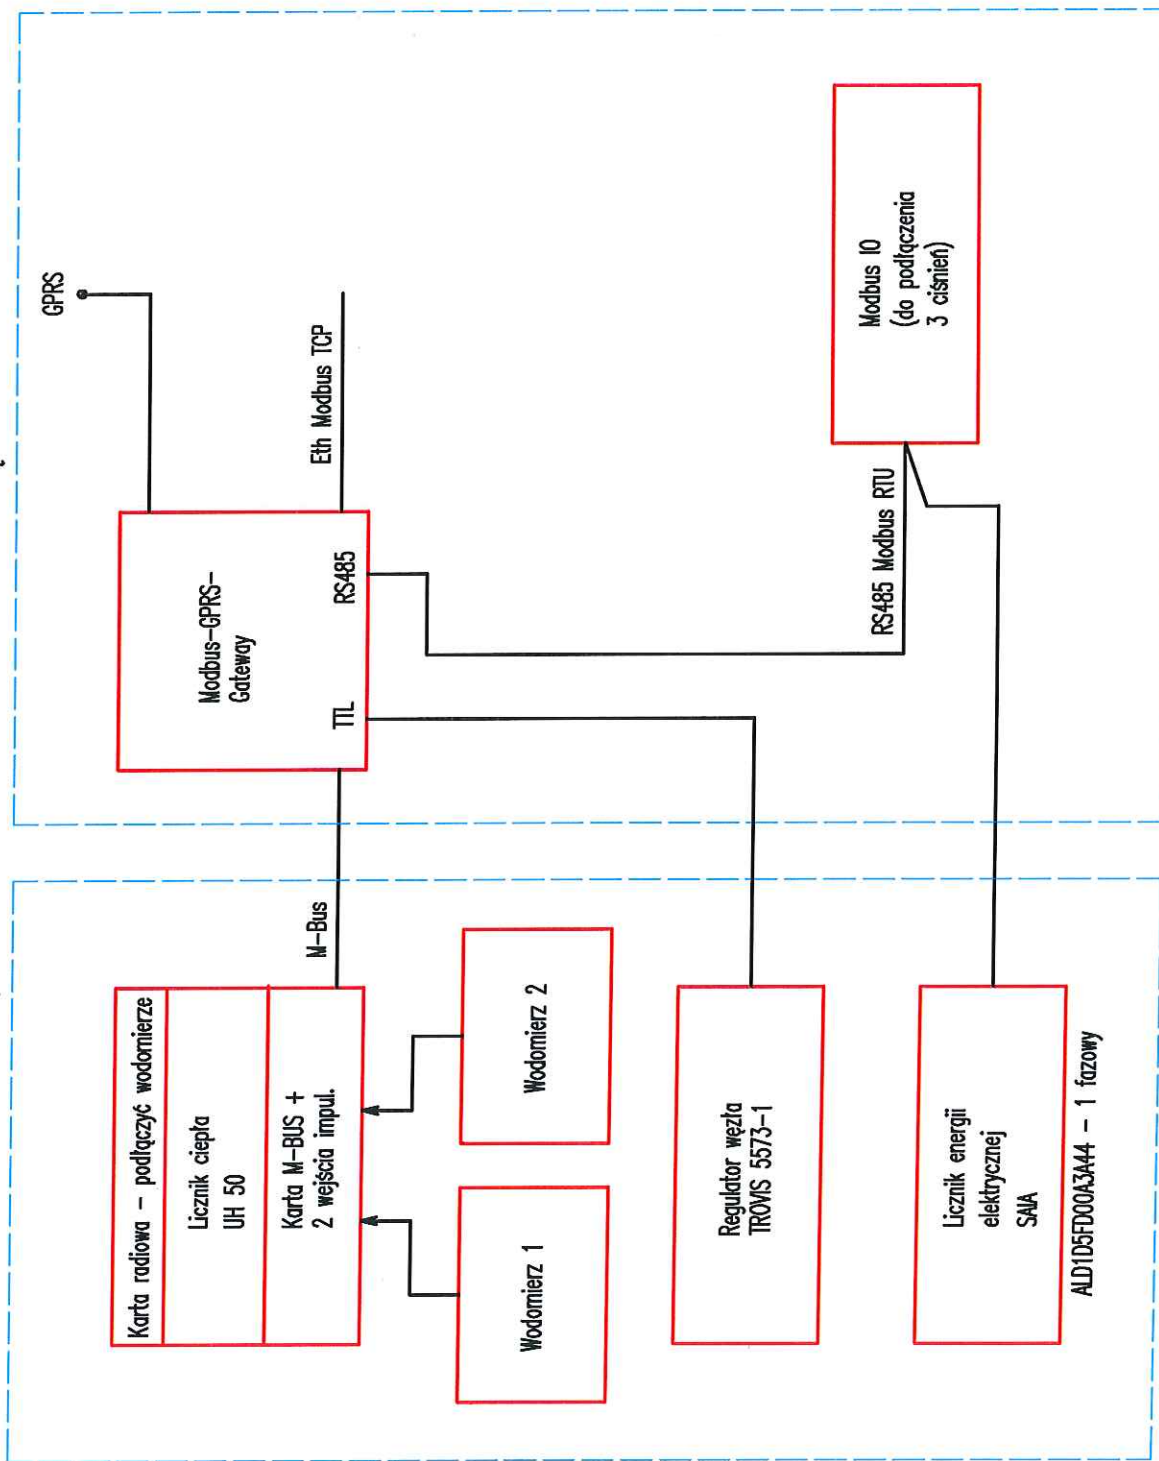 Karta radiowa - podłączyć wodomierze
Licznik ciepła
UH 50
Karta M-BUS +
2 wejścia impul.
M-Bus
Wodomierz 1
Wodomierz 2
Regulator węzła
TROVIS 5573-1
Licznik energii
elektrycznej
SAIA
ALD1D5FD00A3A44 - 1 fazowy
Modbus-GPRS-
Gateway
TTL
RS485
GPRS
Eth Modbus TCP
RS485 Modbus RTU
Modbus IO
(do podłączenia
3 ciśnień)